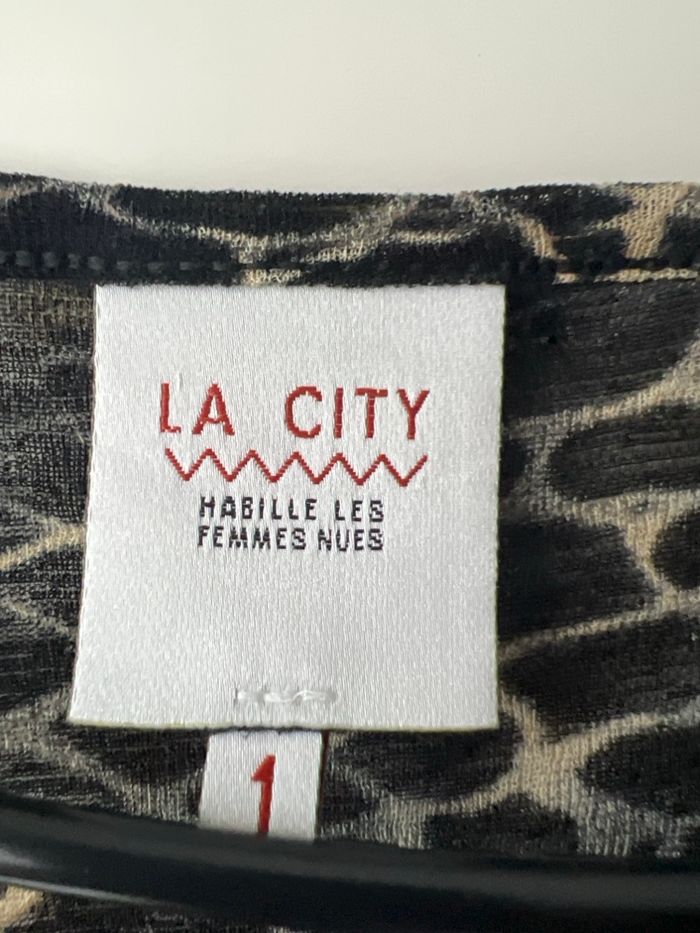 LA CITY
HABILLE LES
FEMMES NUES
1